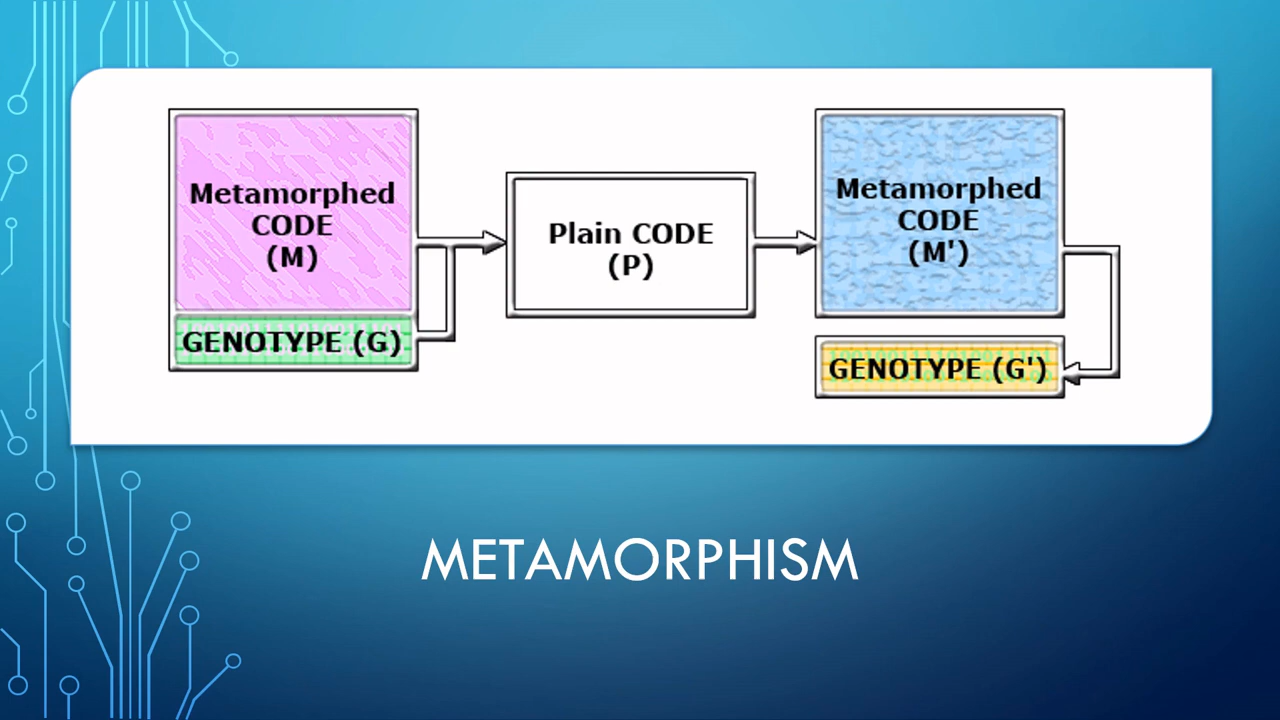 Metamorphed
CODE
(M)
GENOTYPE (G)
Plain CODE
(P)
Metamorphed
CODE
(M')
GENOTYPE (G')
METAMORPHISM